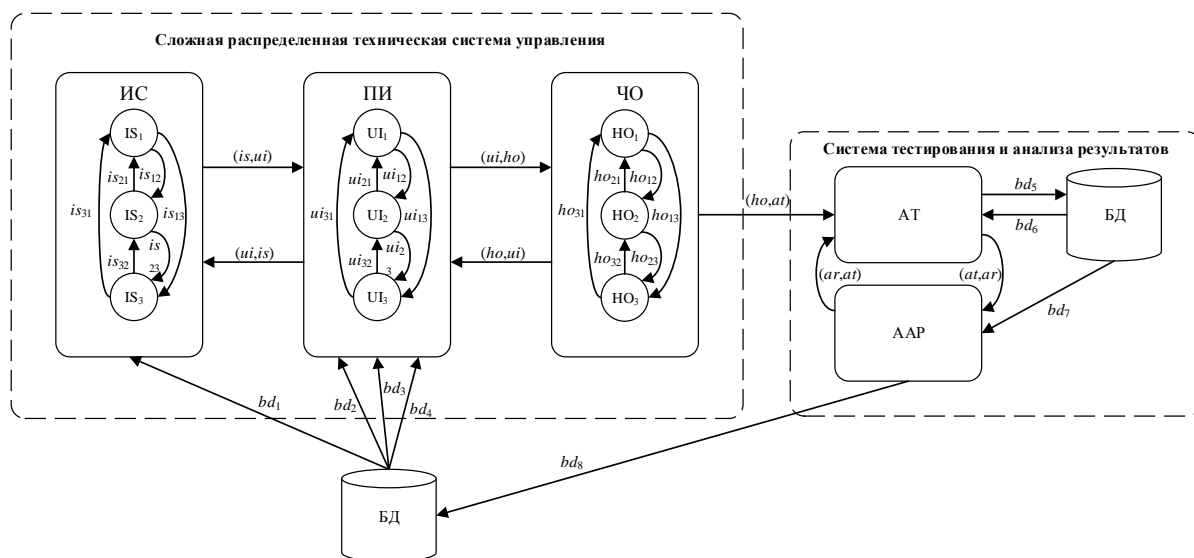 Сложная распределенная техническая система управления
ИС
ПИ
ЧО
IS₁
UI₁
HO₁
(is,ui)
(ui,ho)
is₂₁
is₁₂
ui₂₁
ui₁₂
ho₂₁
ho₁₂
is₃₁
IS₂
is₁₃
ui₃₁
UI₂
ui₁₃
ho₃₁
HO₂
ho₁₃
is₃₂
is
23
ui₃₂
ui₂
3
ho₃₂
ho₂₃
(ui,is)
(ho,ui)
IS₃
UI₃
HO₃
Система тестирования и анализа результатов
(ho,at)
АТ
bd₅
bd₆
БД
(ar,at)
(at,ar)
bd₇
ААР
bd₁
bd₂
bd₃
bd₄
bd₈
БД